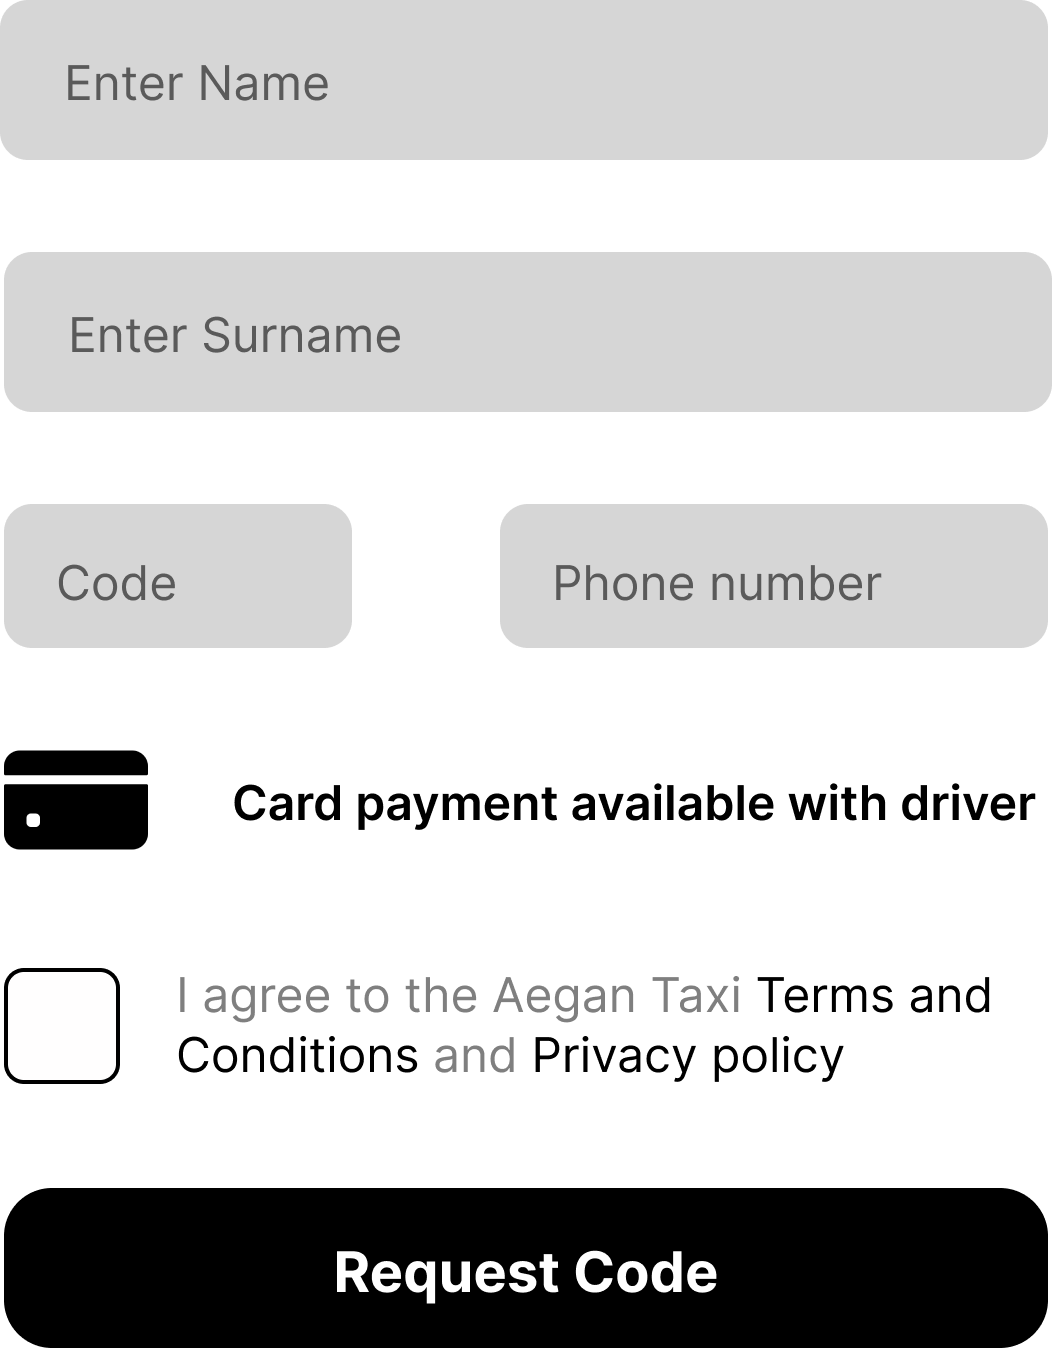 Enter Name
Enter Surname
Code
Phone number
Card payment available with driver
I agree to the Aegan Taxi Terms and
Conditions and Privacy policy
Request Code